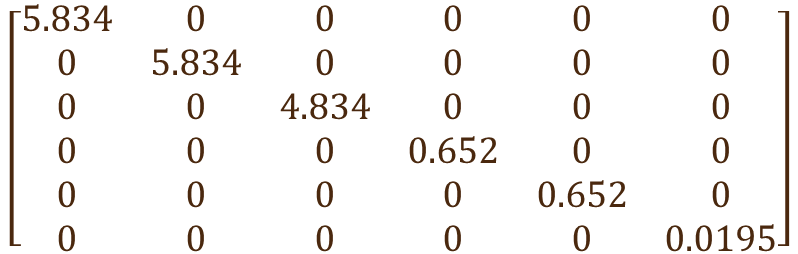 5.834 0 0 0 0 0
0 5.834 0 0 0 0
0 0 4.834 0 0 0
0 0 0 0.652 0 0
0 0 0 0 0.652 0
0 0 0 0 0 0.0195